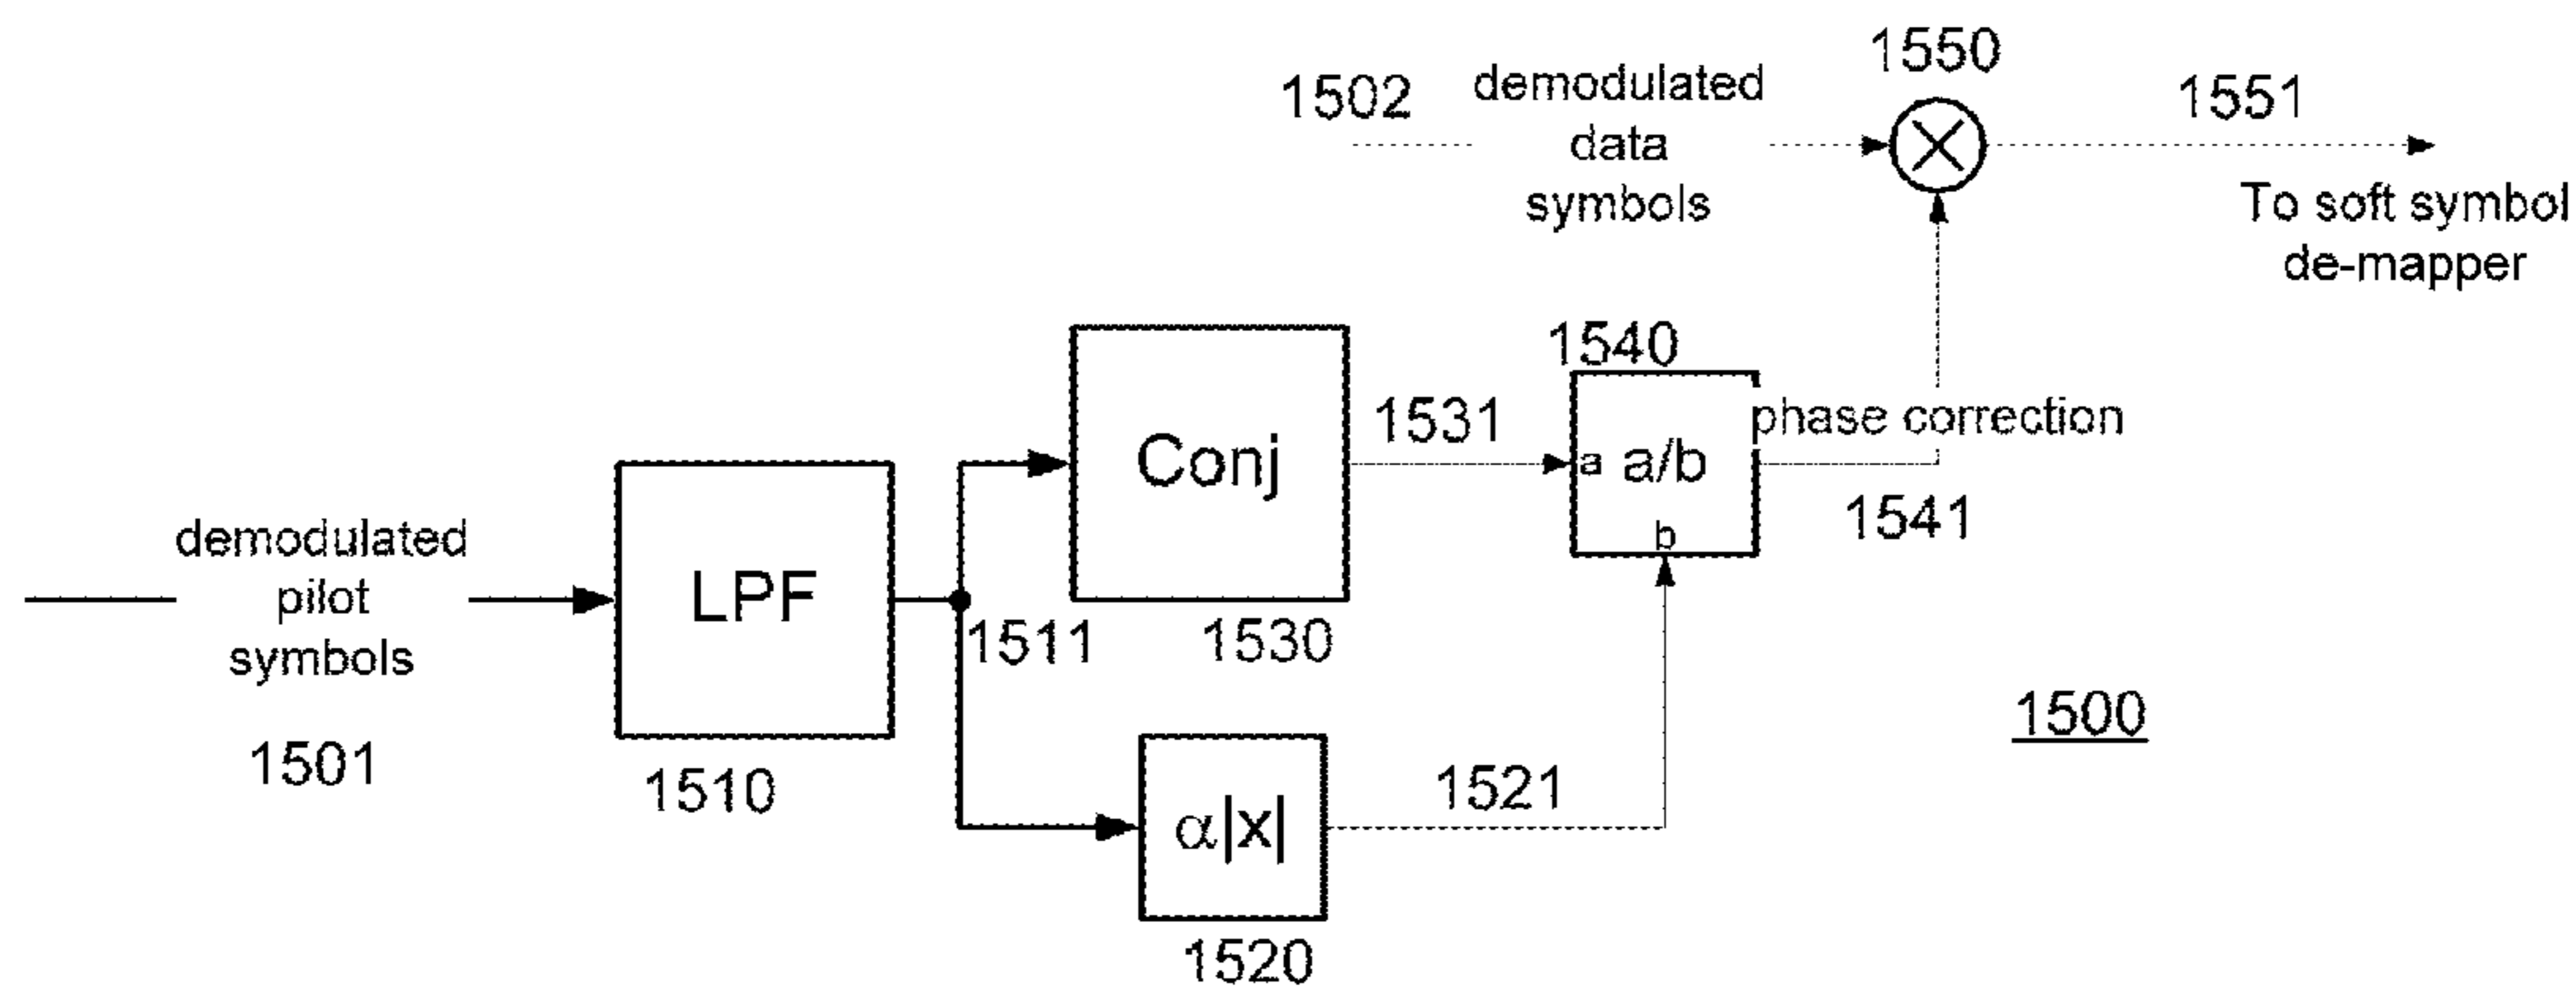 1550
1502
demodulated
data
symbols
1551
To soft symbol
de-mapper
1540
1531
a
a/b
b
phase correction
1541
Conj
1530
demodulated
pilot
symbols
1501
LPF
1510
1511
1521
α|x|
1520
1500